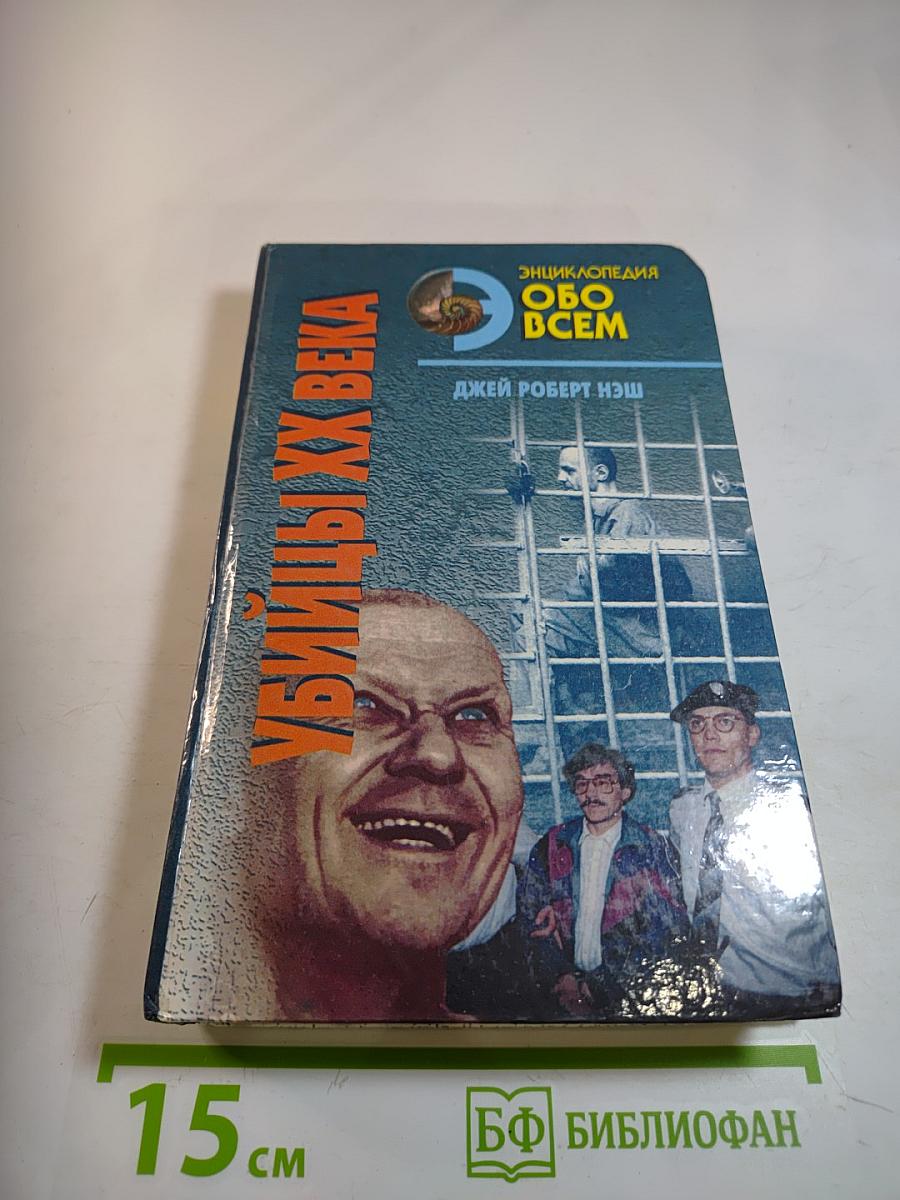 ЭНЦИКЛОПЕДИЯ
ОБО
ВСЕМ
ДЖЕЙ РОБЕРТ НЭШ
УБИЙЦЫ XX ВЕКА
15 см
БФ БИБЛИОФАН